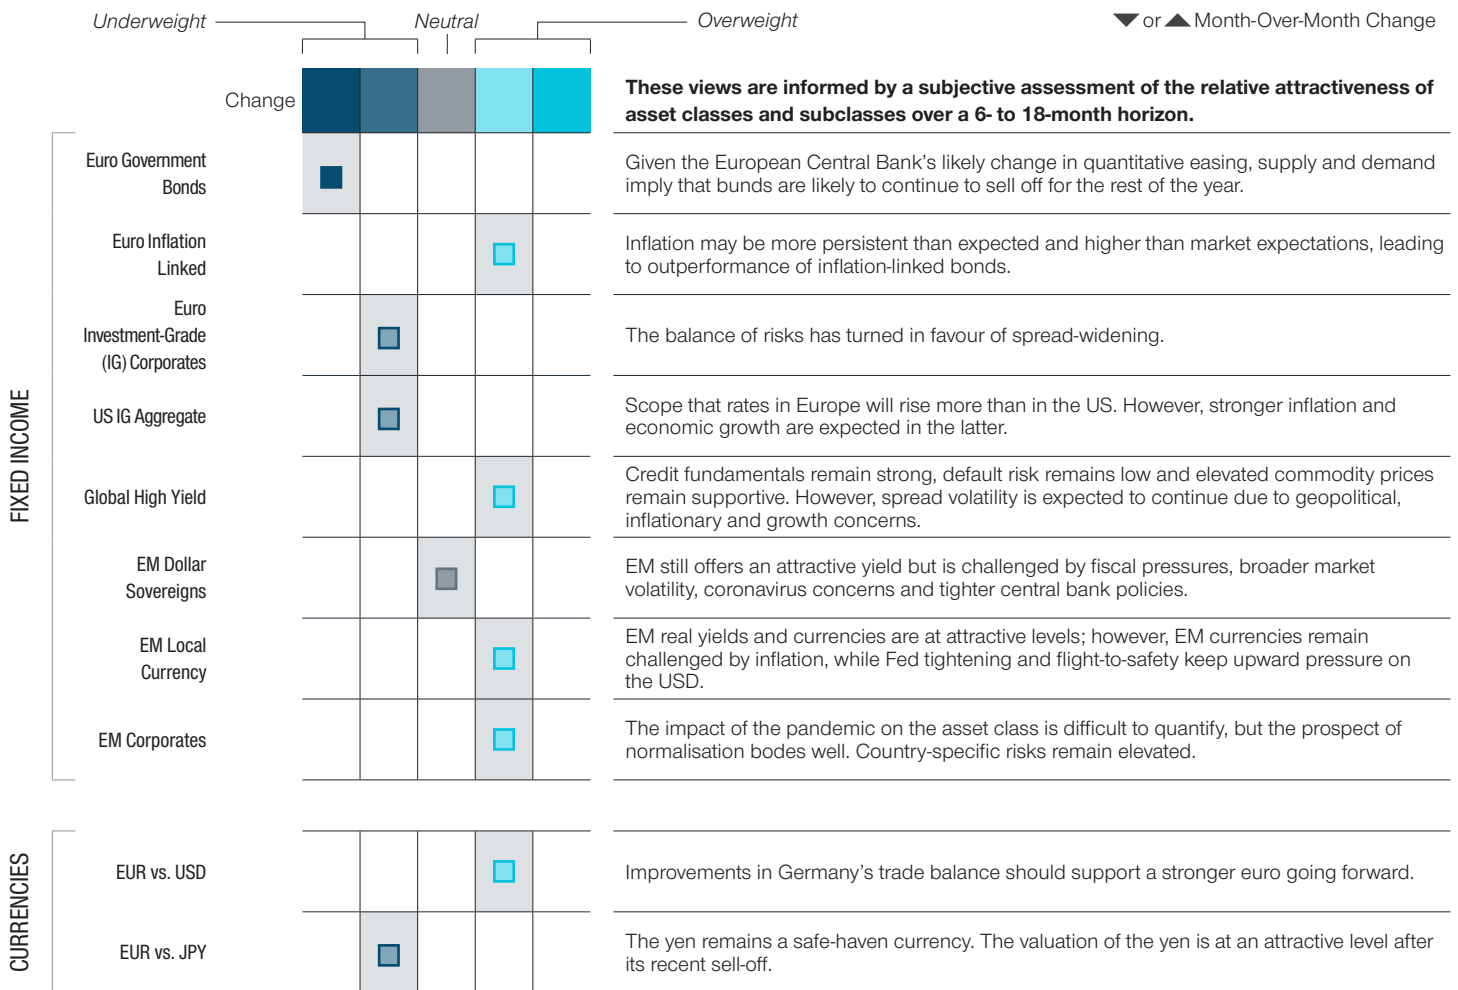 Underweight
Neutral
Overweight
▼ or ▲ Month-Over-Month Change
Change
These views are informed by a subjective assessment of the relative attractiveness of
asset classes and subclasses over a 6- to 18-month horizon.
FIXED INCOME
Euro Government
Bonds
Given the European Central Bank’s likely change in quantitative easing, supply and demand
imply that bunds are likely to continue to sell off for the rest of the year.
Euro Inflation
Linked
Inflation may be more persistent than expected and higher than market expectations, leading
to outperformance of inflation-linked bonds.
Euro
Investment-Grade
(IG) Corporates
The balance of risks has turned in favour of spread-widening.
US IG Aggregate
Scope that rates in Europe will rise more than in the US. However, stronger inflation and
economic growth are expected in the latter.
Global High Yield
Credit fundamentals remain strong, default risk remains low and elevated commodity prices
remain supportive. However, spread volatility is expected to continue due to geopolitical,
inflationary and growth concerns.
EM Dollar
Sovereigns
EM still offers an attractive yield but is challenged by fiscal pressures, broader market
volatility, coronavirus concerns and tighter central bank policies.
EM Local
Currency
EM real yields and currencies are at attractive levels; however, EM currencies remain
challenged by inflation, while Fed tightening and flight-to-safety keep upward pressure on
the USD.
EM Corporates
The impact of the pandemic on the asset class is difficult to quantify, but the prospect of
normalisation bodes well. Country-specific risks remain elevated.
CURRENCIES
EUR vs. USD
Improvements in Germany’s trade balance should support a stronger euro going forward.
EUR vs. JPY
The yen remains a safe-haven currency. The valuation of the yen is at an attractive level after
its recent sell-off.